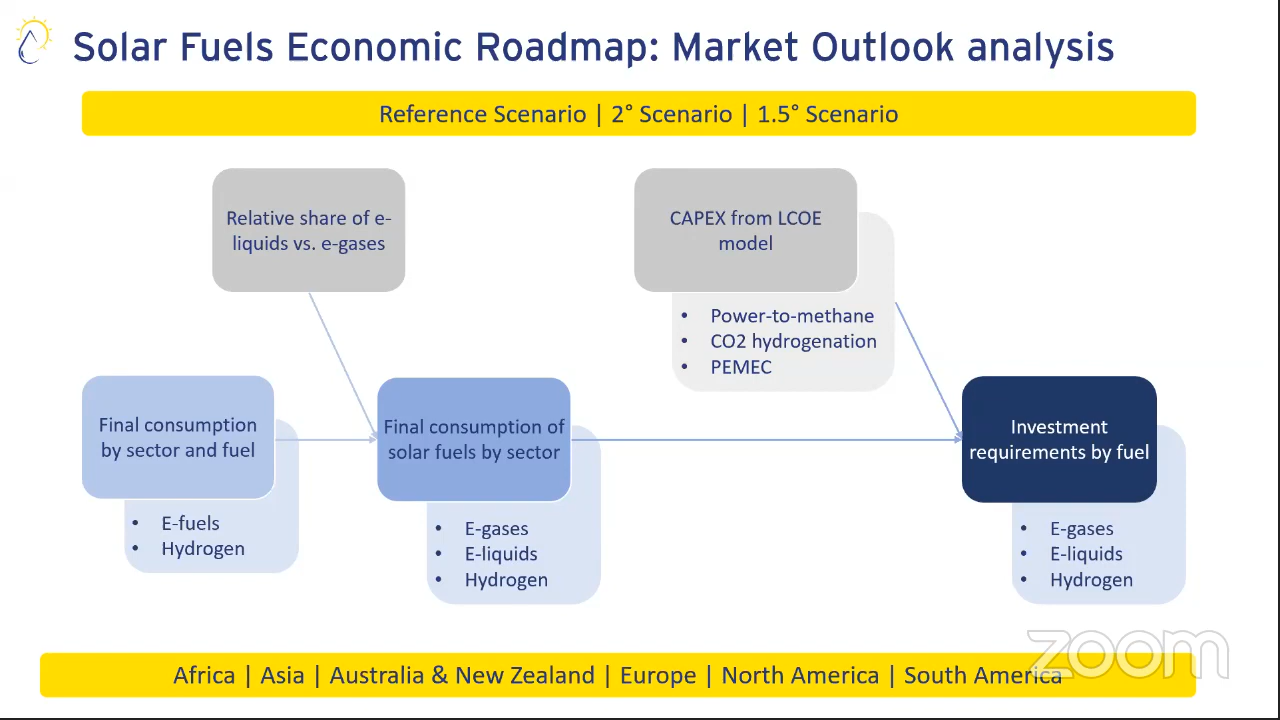 Solar Fuels Economic Roadmap: Market Outlook analysis
Reference Scenario | 2° Scenario | 1.5° Scenario
Relative share of e-
liquids vs. e-gases
CAPEX from LCOE
model
• Power-to-methane
• CO2 hydrogenation
• PEMEC
Final consumption
by sector and fuel
• E-fuels
• Hydrogen
Final consumption of
solar fuels by sector
• E-gases
• E-liquids
• Hydrogen
Investment
requirements by fuel
• E-gases
• E-liquids
• Hydrogen
zoom
Africa | Asia | Australia & New Zealand | Europe | North America | South America